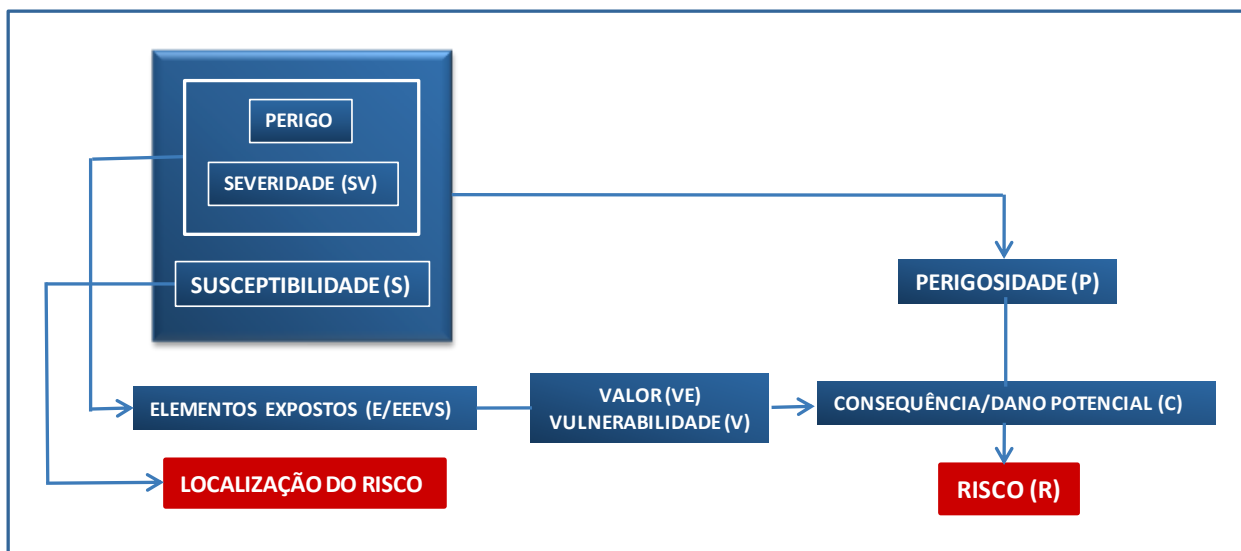 PERIGO
SEVERIDADE (SV)
SUSCEPTIBILIDADE (S)
PERIGOSIDADE (P)
ELEMENTOS EXPOSTOS (E/EEEVS)
VALOR (VE)
VULNERABILIDADE (V)
CONSEQUÊNCIA/DANO POTENCIAL (C)
LOCALIZAÇÃO DO RISCO
RISCO (R)